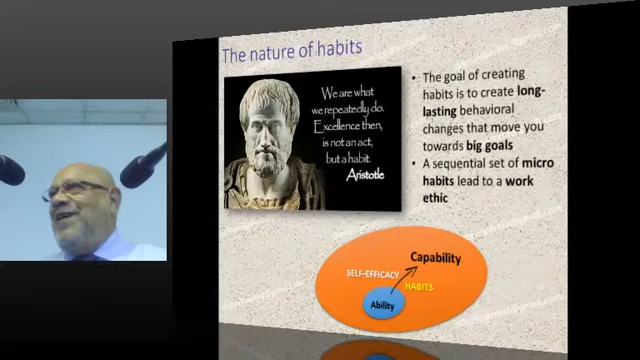 The nature of habits
We are what
we repeatedly do.
Excellence then,
is not an act,
but a habit.
Aristotle
• The goal of creating
habits is to create long-
lasting behavioral
changes that move you
towards big goals
• A sequential set of micro
habits lead to a work
ethic
Capability
SELF-EFFICACY
HABITS
Ability